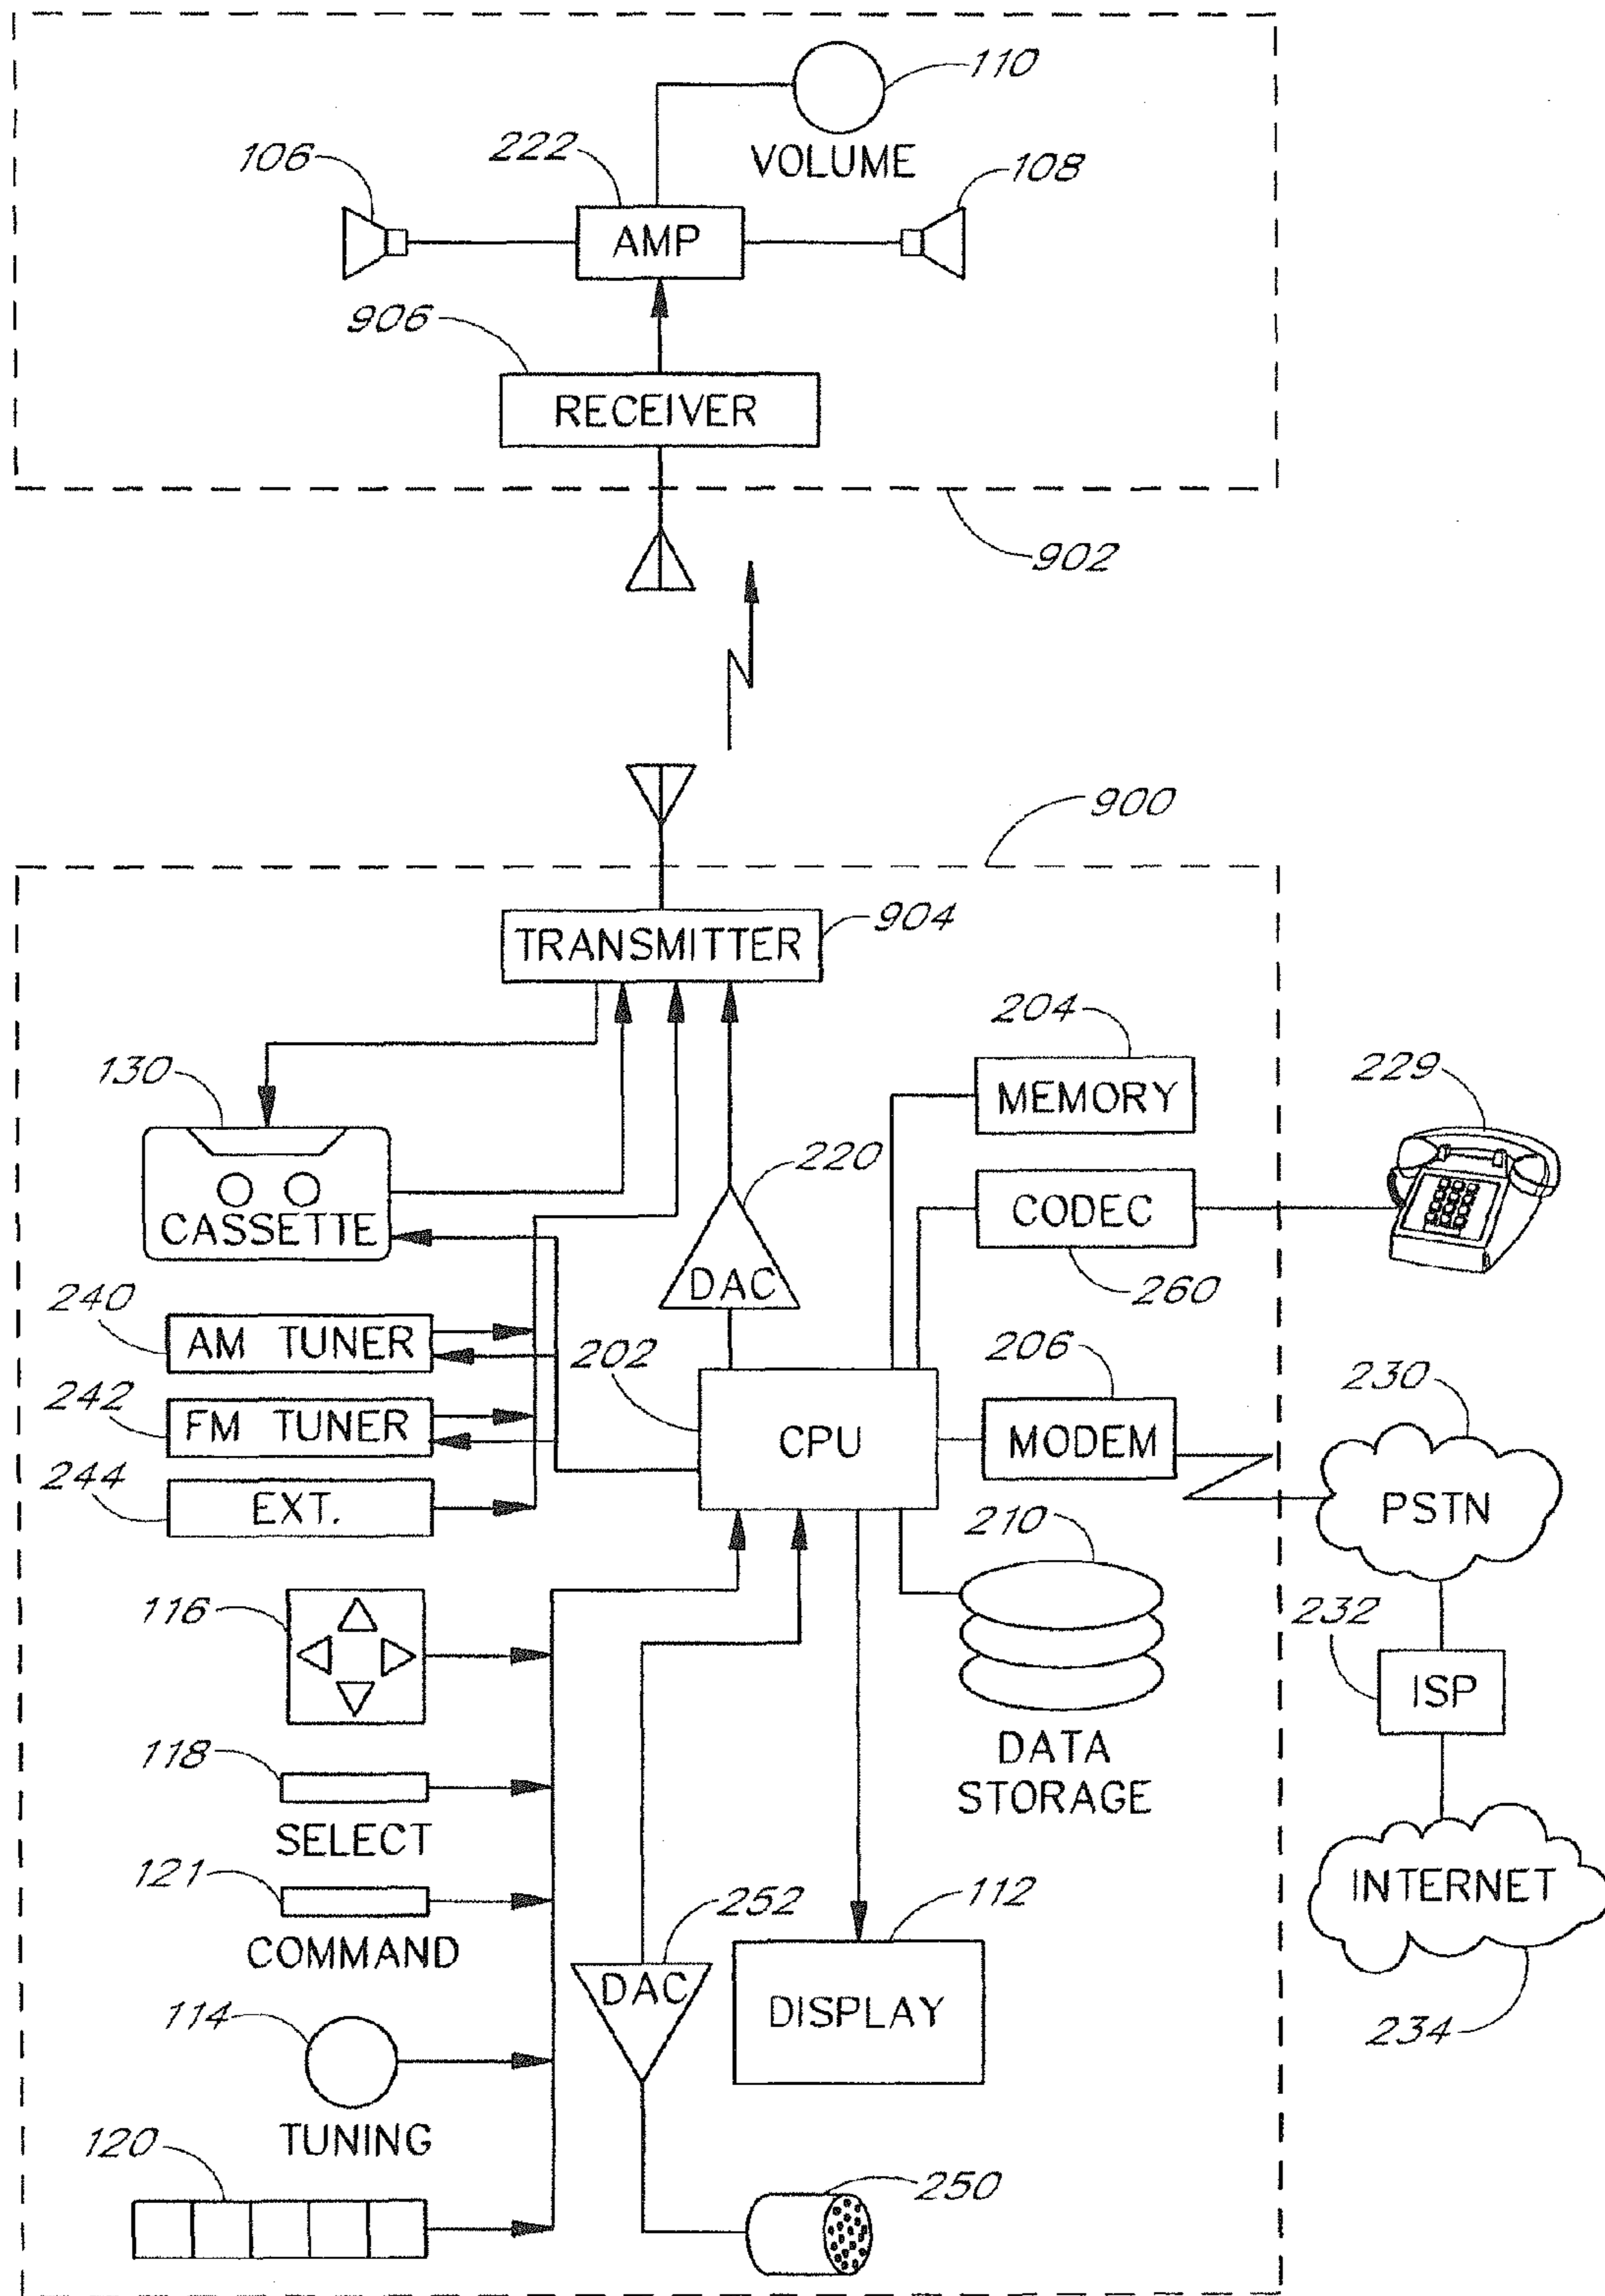 110
VOLUME
106
222
108
AMP
906
RECEIVER
902
900
TRANSMITTER
904
204
MEMORY
130
229
220
CASSETTE
CODEC
260
DAC
240
AM TUNER
202
206
242
FM TUNER
CPU
MODEM
230
PSTN
244
EXT.
210
116
232
ISP
DATA
STORAGE
118
SELECT
121
COMMAND
252
DAC
112
INTERNET
DISPLAY
234
114
TUNING
120
250